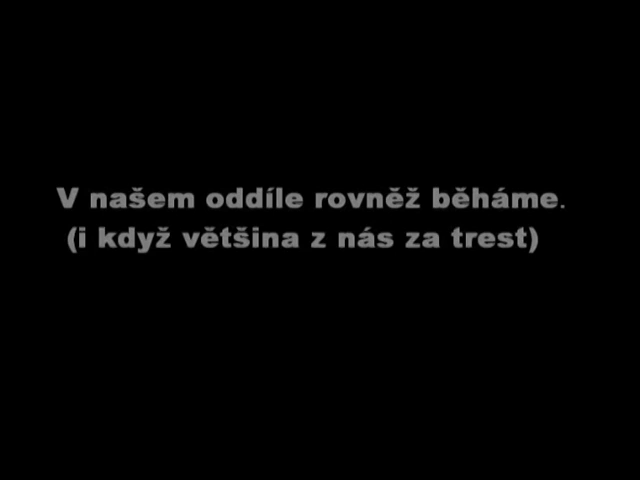 V našem oddíle rovněž běháme.
(i když většina z nás za trest)